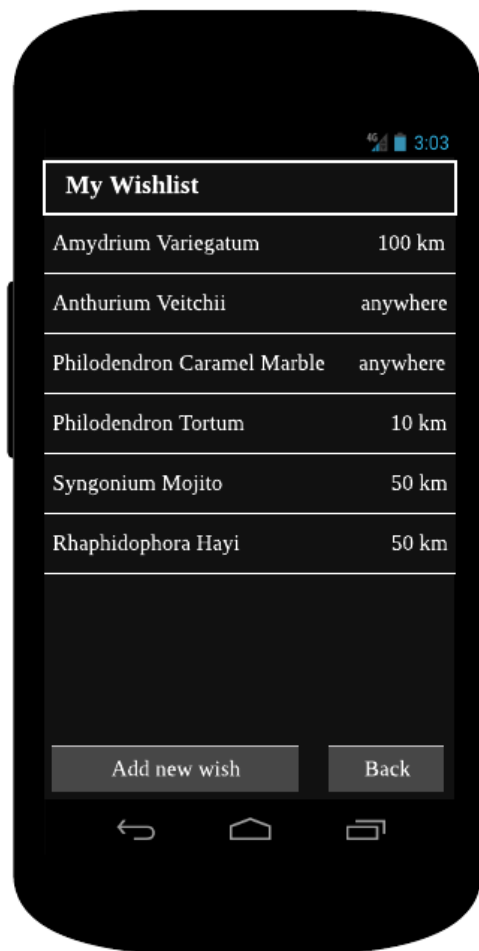 4G 3:03
My Wishlist
Amydrium Variegatum 100 km
Anthurium Veitchii anywhere
Philodendron Caramel Marble anywhere
Philodendron Tortum 10 km
Syngonium Mojito 50 km
Rhaphidophora Hayi 50 km
Add new wish Back